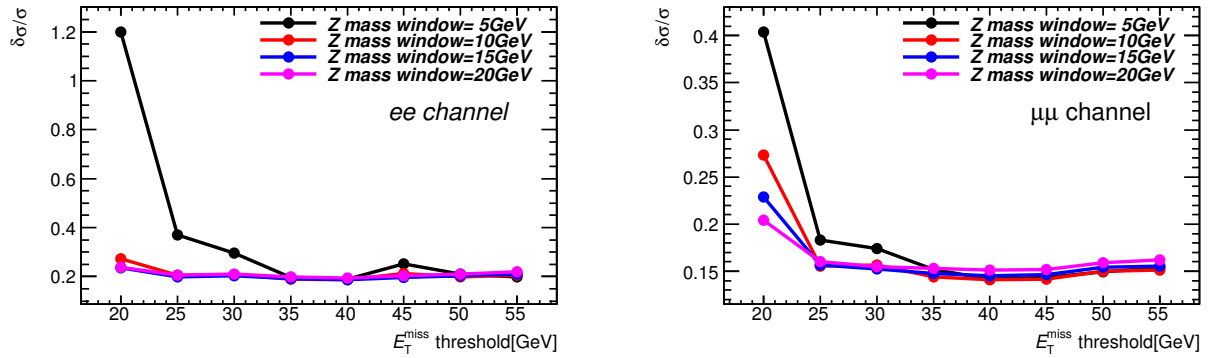 δσ/σ
Z mass window= 5GeV
Z mass window=10GeV
Z mass window=15GeV
Z mass window=20GeV
ee channel
1.2
1
0.8
0.6
0.4
0.2
20 25 30 35 40 45 50 55
E_T^miss threshold[GeV]
δσ/σ
Z mass window= 5GeV
Z mass window=10GeV
Z mass window=15GeV
Z mass window=20GeV
μμ channel
0.4
0.35
0.3
0.25
0.2
0.15
20 25 30 35 40 45 50 55
E_T^miss threshold[GeV]